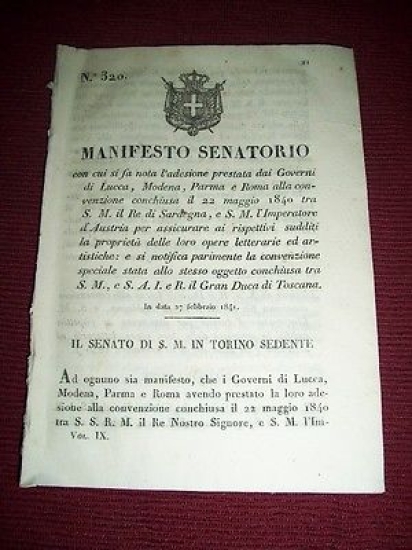 21
N.° 320.
MANIFESTO SENATORIO
con cui si fa nota l'adesione prestata dai Governi
di Lucca, Modena, Parma e Roma alla con-
venzione conchiusa il 22 maggio 1840 tra
S. M. il Re di Sardegna, e S. M. l'Imperatore
d'Austria per assicurare ai rispettivi sudditi
la proprietà delle loro opere letterarie ed ar-
tistiche: e si notifica parimente la convenzione
speciale stata allo stesso oggetto conchiusa tra
S. M., e S. A. I. e R. il Gran Duca di Toscana.
In data 27 febbraio 1841.
IL SENATO DI S. M. IN TORINO SEDENTE
Ad ognuno sia manifesto, che i Governi di Lucca,
Modena, Parma e Roma avendo prestato la loro ade-
sione alla convenzione conchiusa il 22 maggio 1840
tra S. S. R. M. il Re Nostro Signore, e S. M. l'Im-
Vol. IX.